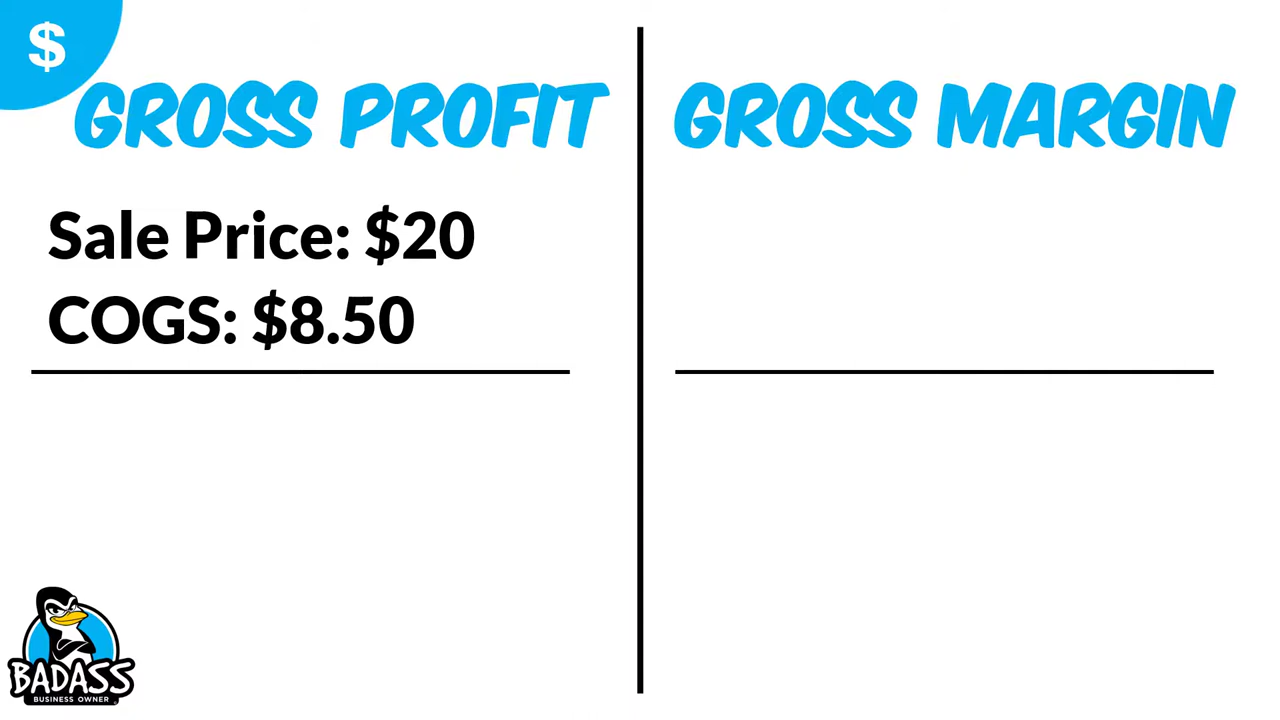 $
GROSS PROFIT
Sale Price: $20
COGS: $8.50
GROSS MARGIN
BADASS
BUSINESS OWNER